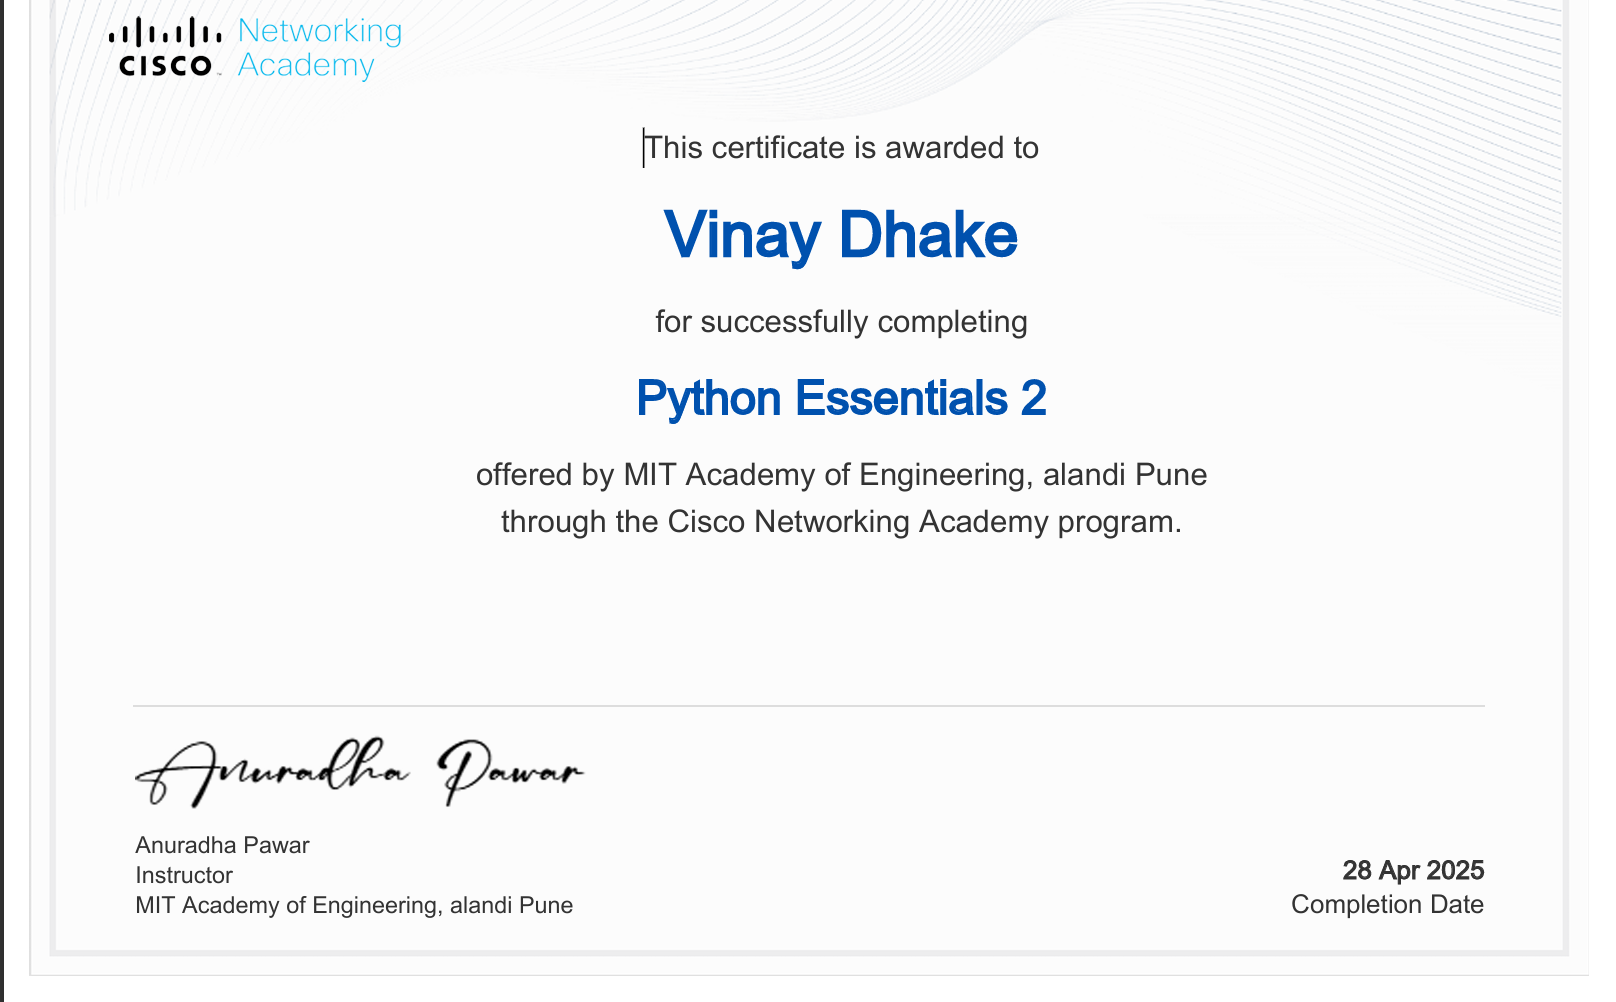 Networking
CISCO Academy
This certificate is awarded to
Vinay Dhake
for successfully completing
Python Essentials 2
offered by MIT Academy of Engineering, alandi Pune
through the Cisco Networking Academy program.
Anuradha Pawar
Anuradha Pawar
Instructor
MIT Academy of Engineering, alandi Pune
28 Apr 2025
Completion Date